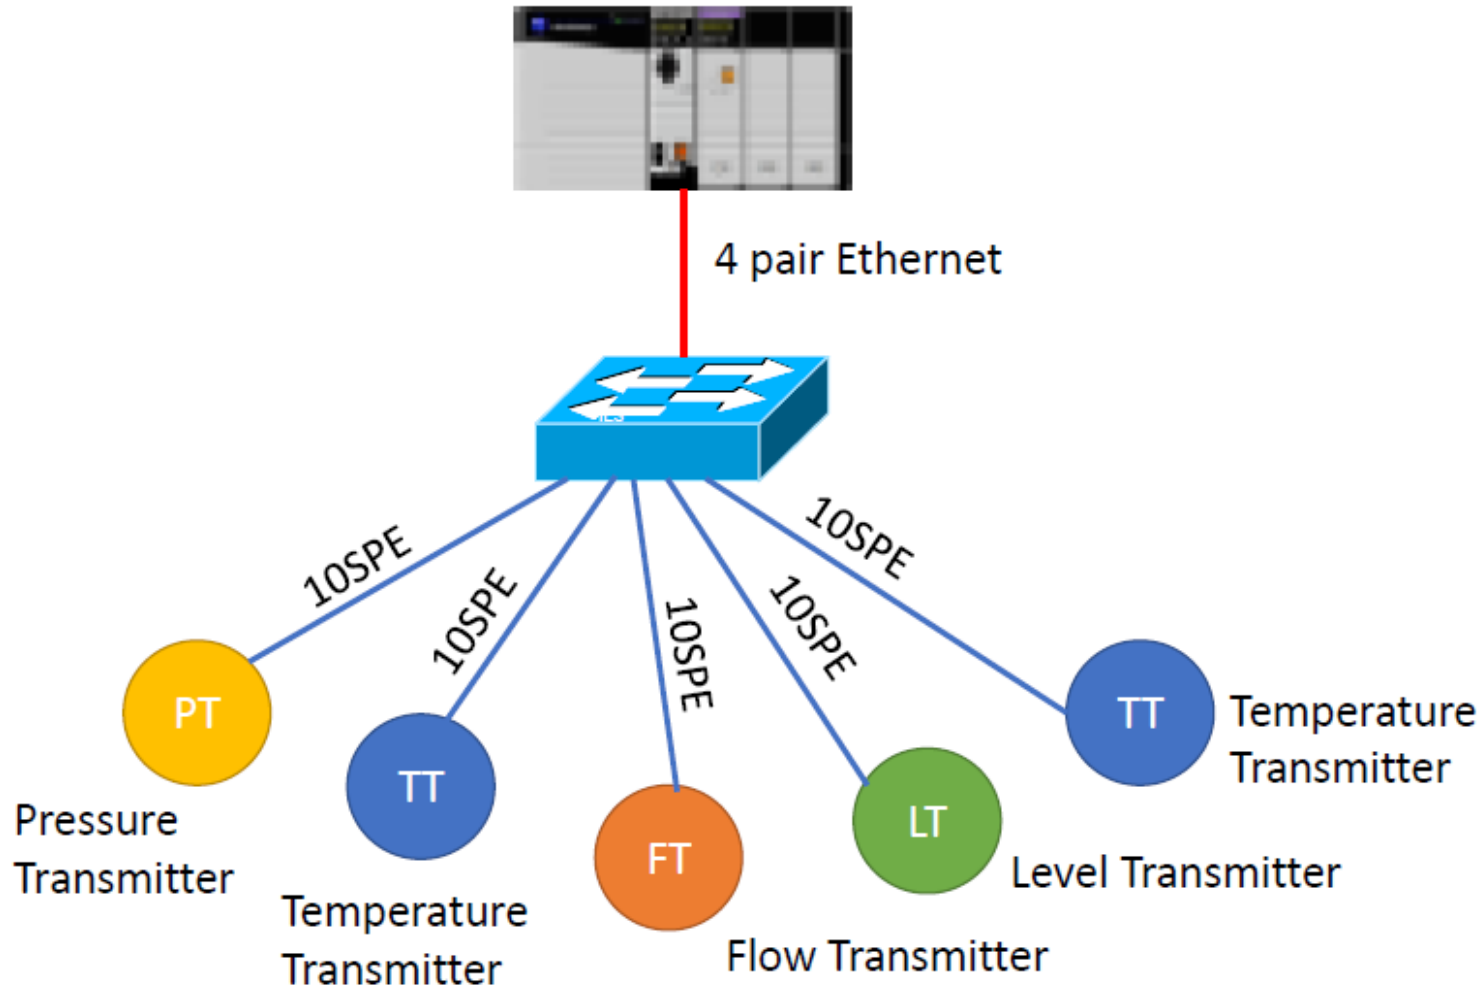 4 pair Ethernet
10SPE
10SPE
10SPE
10SPE
10SPE
PT
TT
FT
LT
TT
Pressure
Transmitter
Temperature
Transmitter
Flow Transmitter
Level Transmitter
Temperature
Transmitter